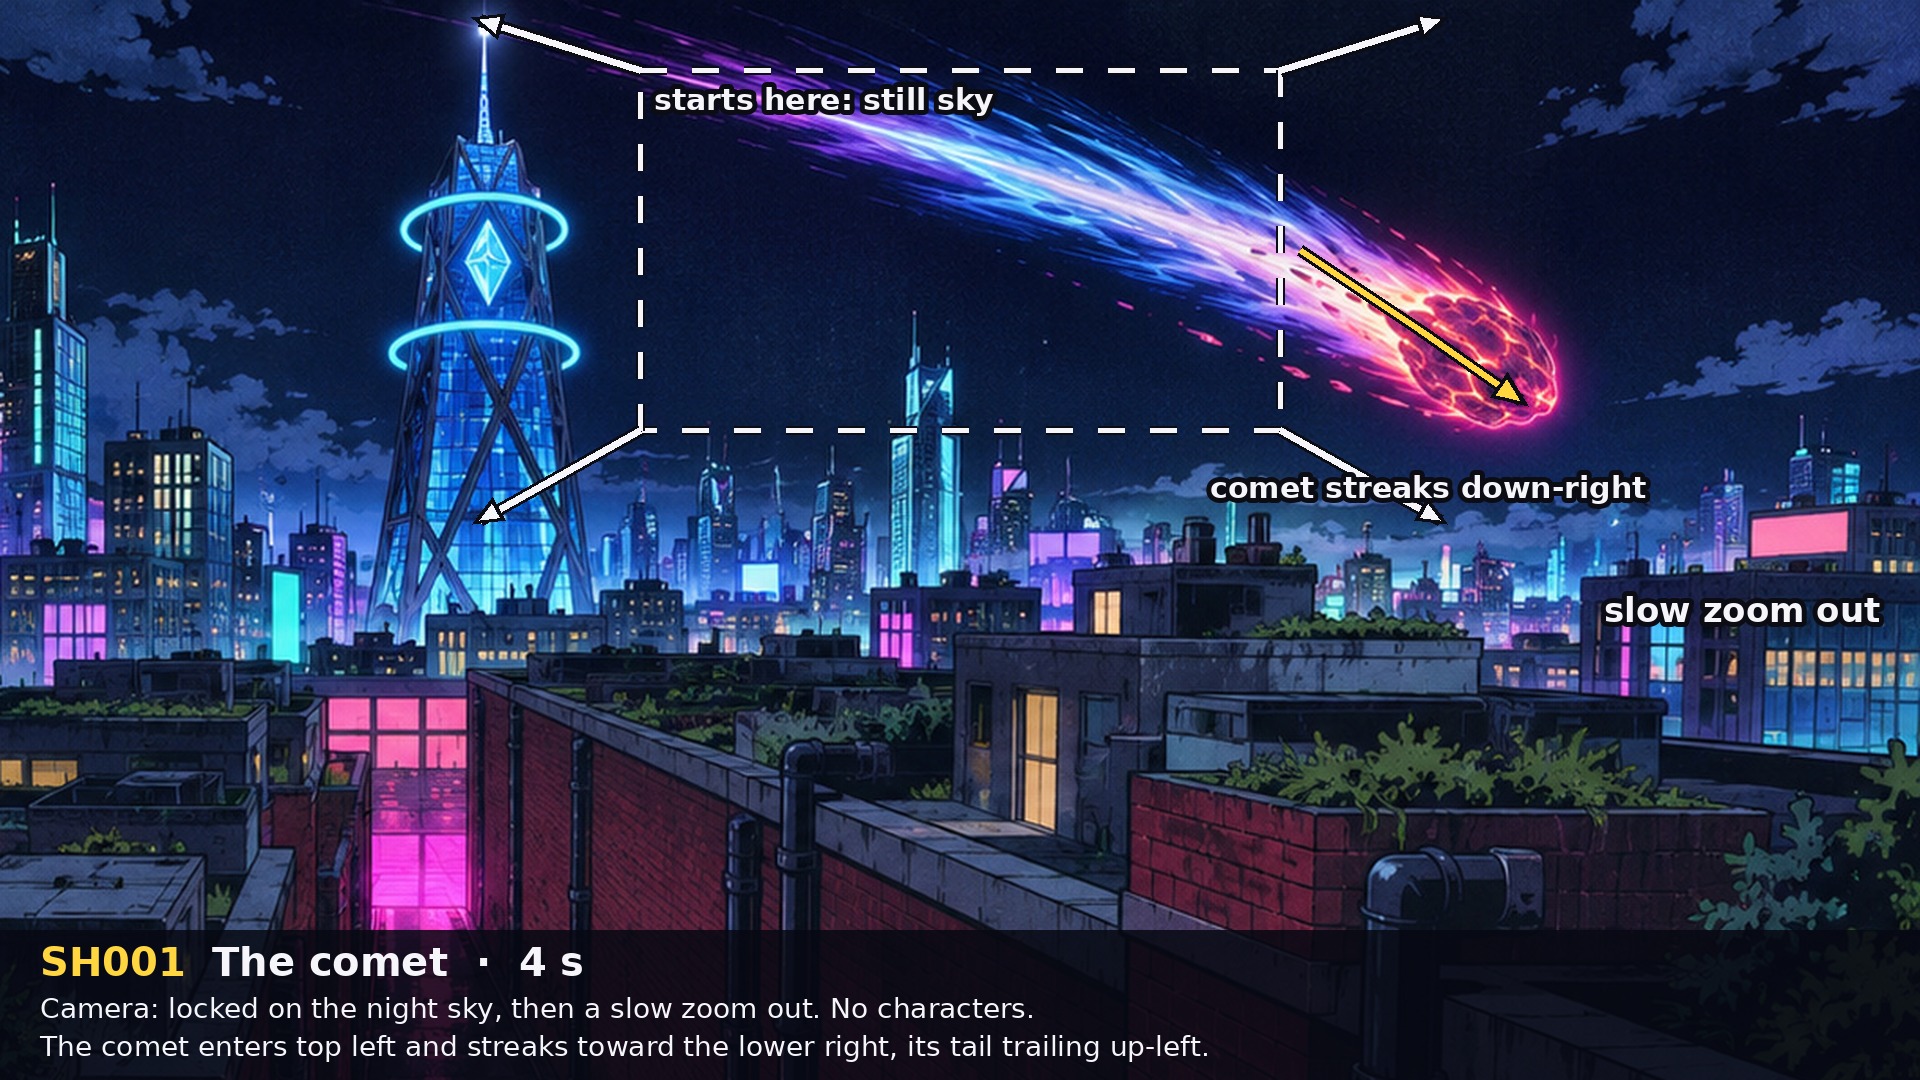 starts here: still sky
comet streaks down-right
slow zoom out
SH001 The comet · 4 s
Camera: locked on the night sky, then a slow zoom out. No characters.
The comet enters top left and streaks toward the lower right, its tail trailing up-left.